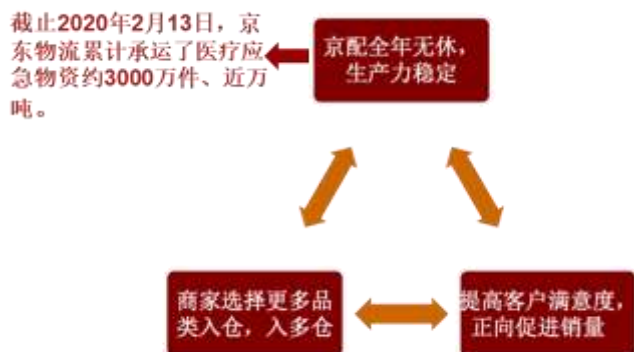 截止2020年2月13日，京
东物流累计承运了医疗应
急物资约3000万件、近万
吨。
京配全年无休，
生产力稳定
商家选择更多品
类入仓，入多仓
提高客户满意度，
正向促进销量